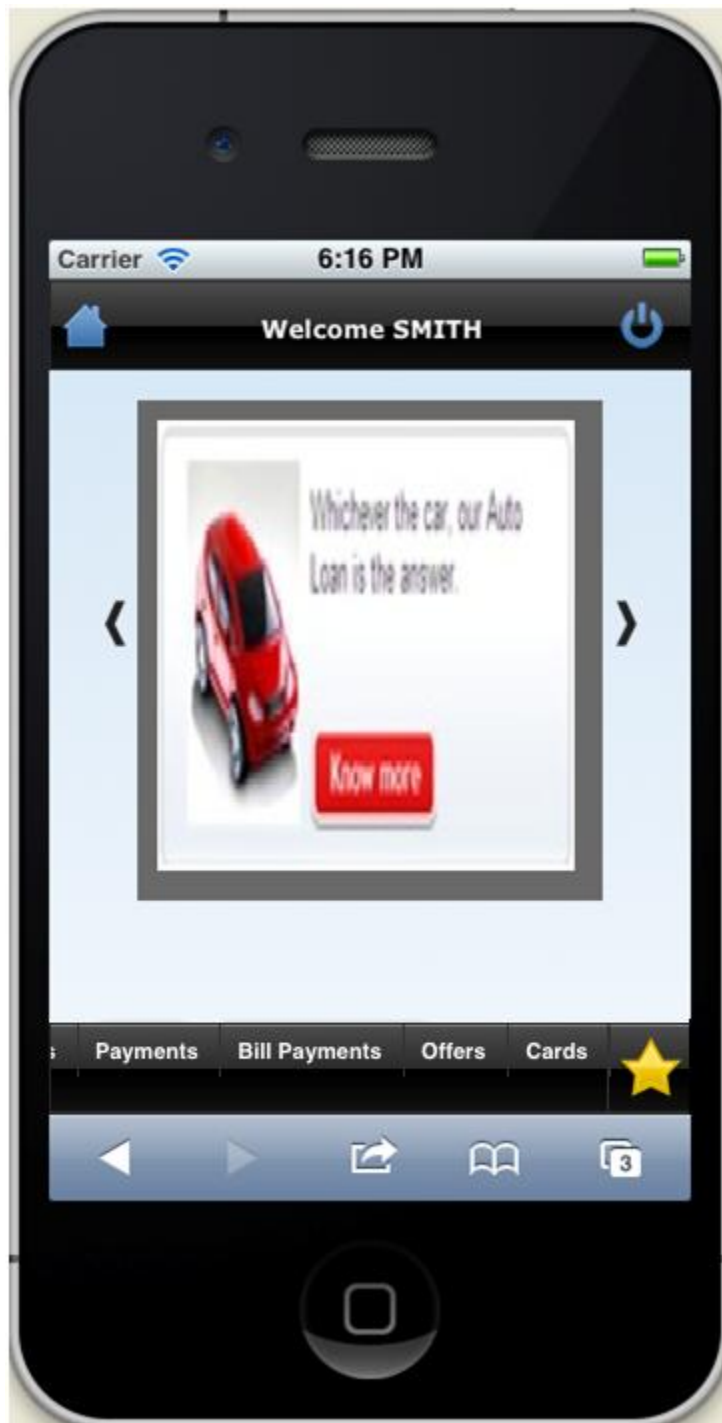 Carrier 6:16 PM
Welcome SMITH
Whichever the car, our Auto
Loan is the answer.
Know more
s Payments Bill Payments Offers Cards
3